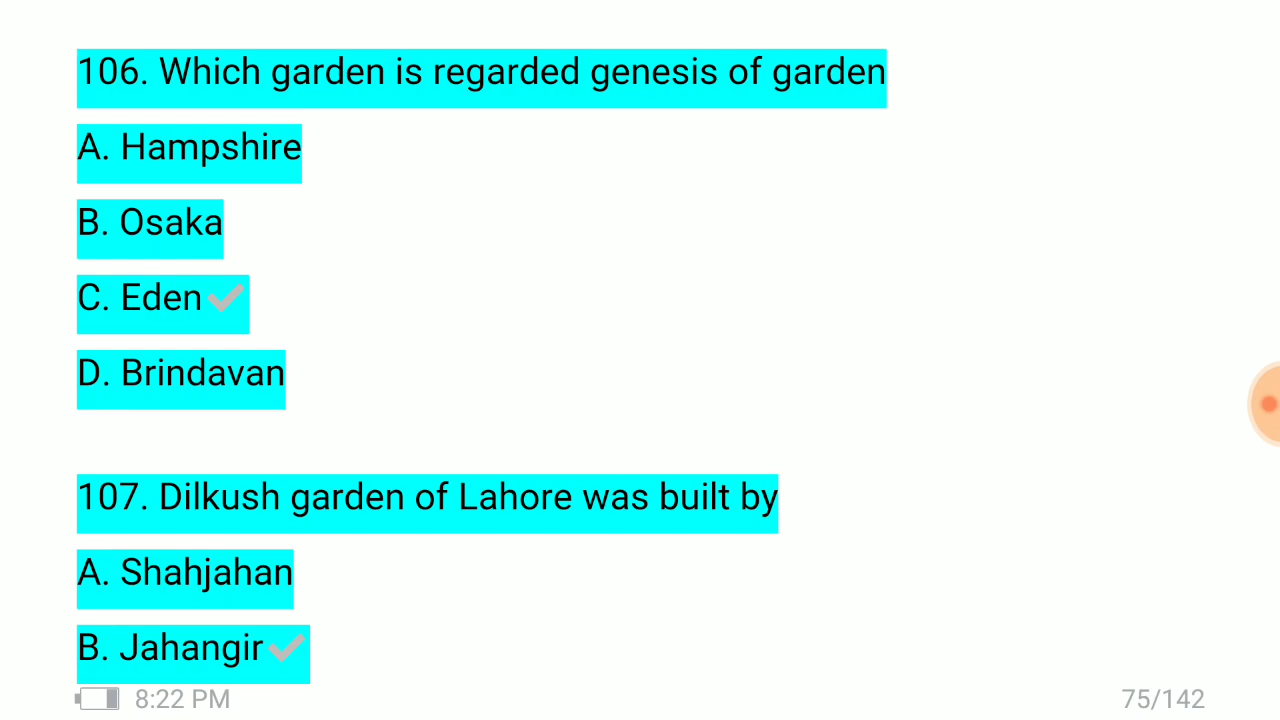 106. Which garden is regarded genesis of garden
A. Hampshire
B. Osaka
C. Eden✔
D. Brindavan
107. Dilkush garden of Lahore was built by
A. Shahjahan
B. Jahangir✔
8:22 PM
75/142